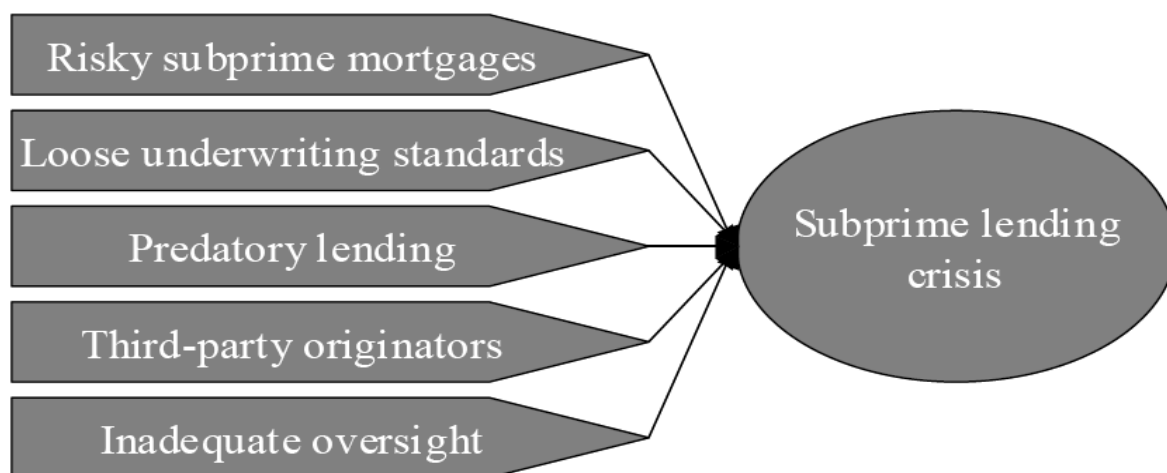 Risky subprime mortgages
Loose underwriting standards
Predatory lending
Third-party originators
Inadequate oversight
Subprime lending
crisis